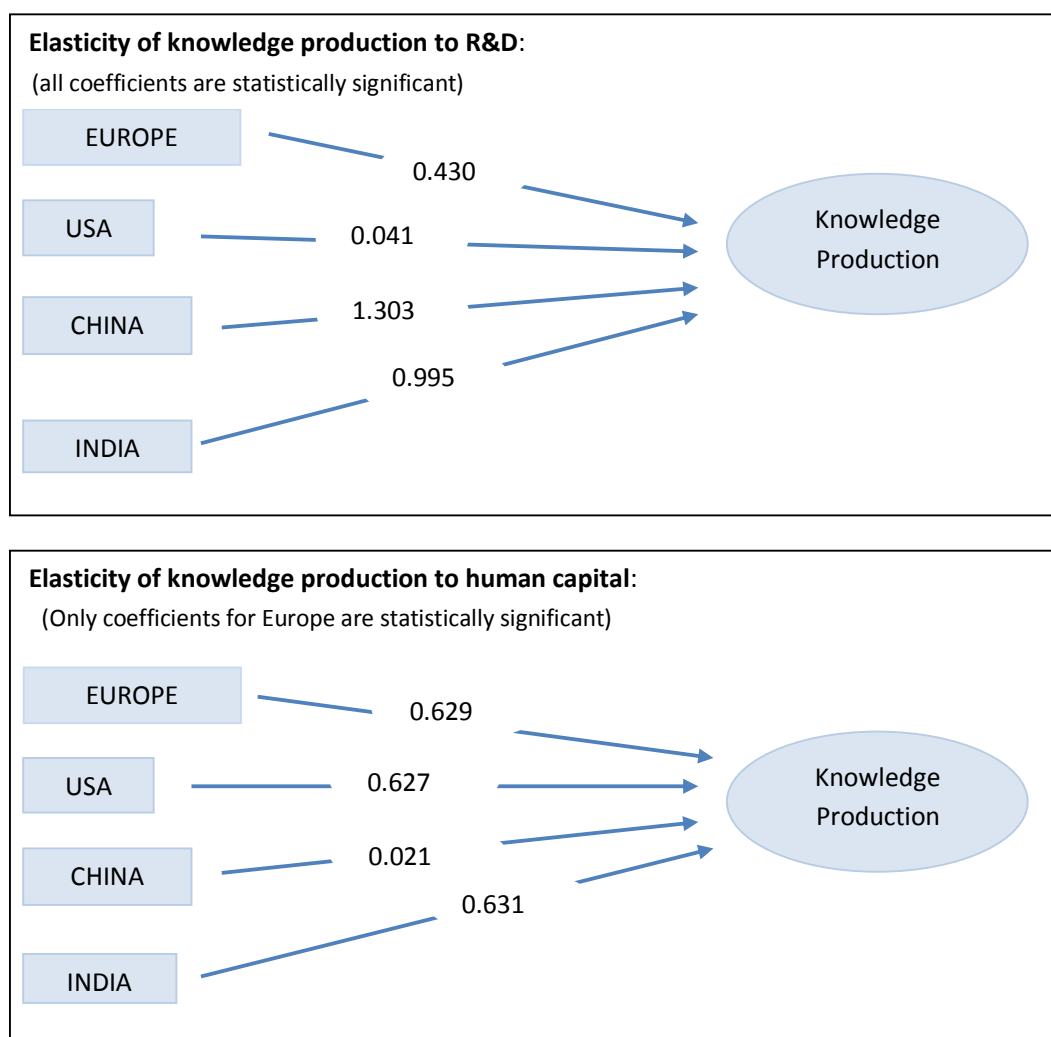 Elasticity of knowledge production to R&D:
(all coefficients are statistically significant)
EUROPE
0.430
USA
0.041
CHINA
1.303
0.995
INDIA
Knowledge
Production
Elasticity of knowledge production to human capital:
(Only coefficients for Europe are statistically significant)
EUROPE
0.629
USA
0.627
CHINA
0.021
0.631
INDIA
Knowledge
Production